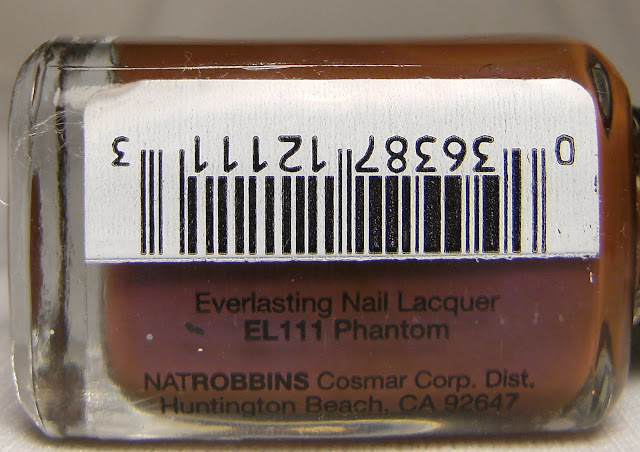 0 36387 12111 3
Everlasting Nail Lacquer
EL111 Phantom
NATROBBINS Cosmar Corp. Dist.
Huntington Beach, CA 92647